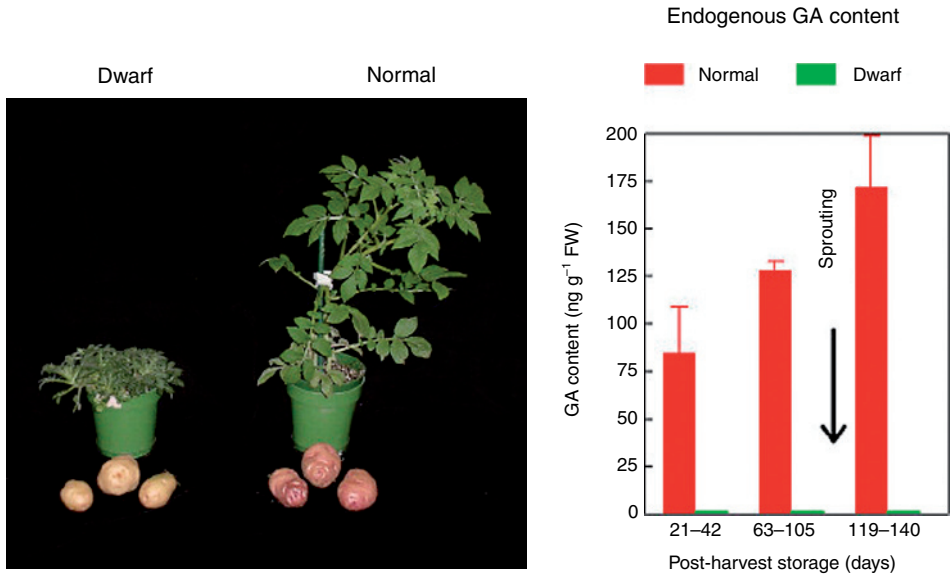 Dwarf
Normal
Endogenous GA content
Normal
Dwarf
GA content (ng g⁻¹ FW)
200
175
150
125
100
75
50
25
0
Sprouting
21–42 63–105 119–140
Post-harvest storage (days)